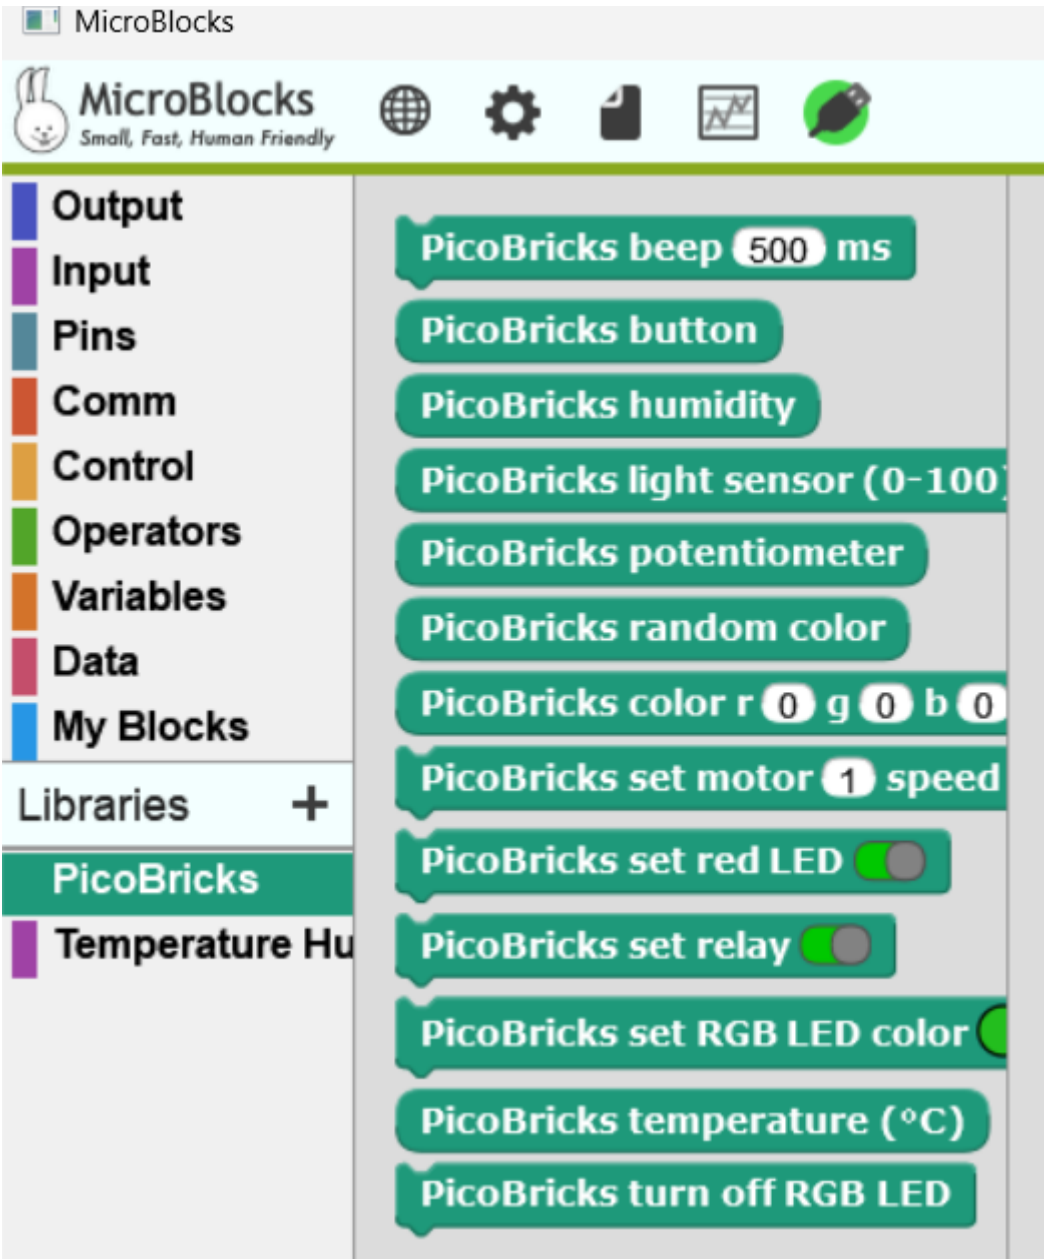 MicroBlocks
MicroBlocks
Small, Fast, Human Friendly
Output
Input
Pins
Comm
Control
Operators
Variables
Data
My Blocks
Libraries +
PicoBricks
Temperature Hu
PicoBricks beep 500 ms
PicoBricks button
PicoBricks humidity
PicoBricks light sensor (0-100)
PicoBricks potentiometer
PicoBricks random color
PicoBricks color r 0 g 0 b 0
PicoBricks set motor 1 speed
PicoBricks set red LED
PicoBricks set relay
PicoBricks set RGB LED color
PicoBricks temperature (°C)
PicoBricks turn off RGB LED